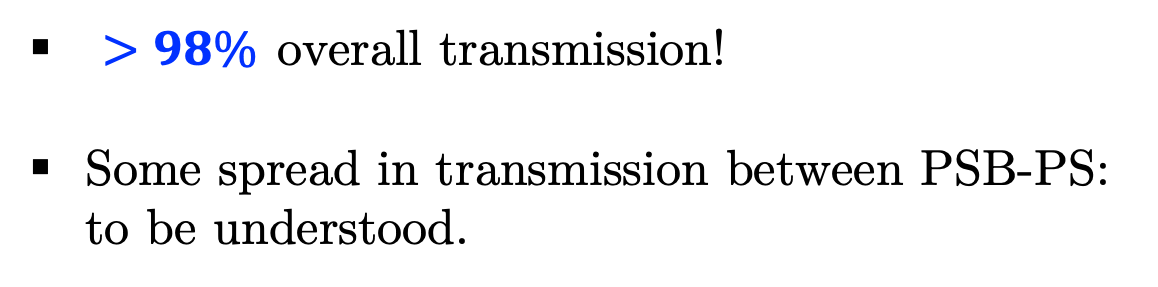 ▪ > 98% overall transmission!
▪ Some spread in transmission between PSB-PS:
to be understood.